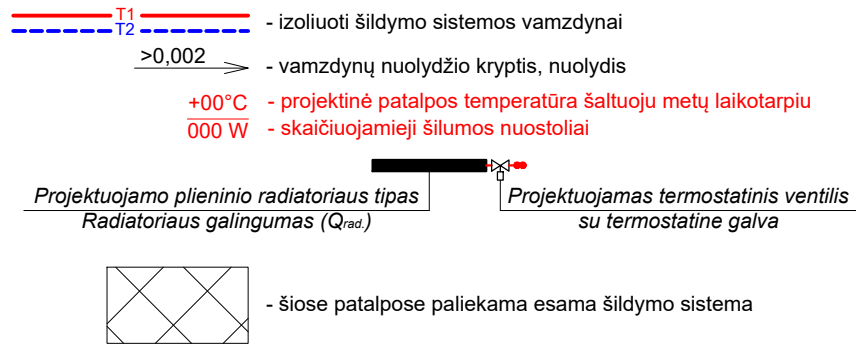 T1
T2
- izoliuoti šildymo sistemos vamzdynai
>0,002
- vamzdynų nuolydžio kryptis, nuolydis
+00°C - projektinė patalpos temperatūra šaltuoju metų laikotarpiu
000 W - skaičiuojamieji šilumos nuostoliai
Projektuojamo plieninio radiatoriaus tipas
Radiatoriaus galingumas (Qrad.)
Projektuojamas termostatinis ventilis
su termostatine galva
- šiose patalpose paliekama esama šildymo sistema